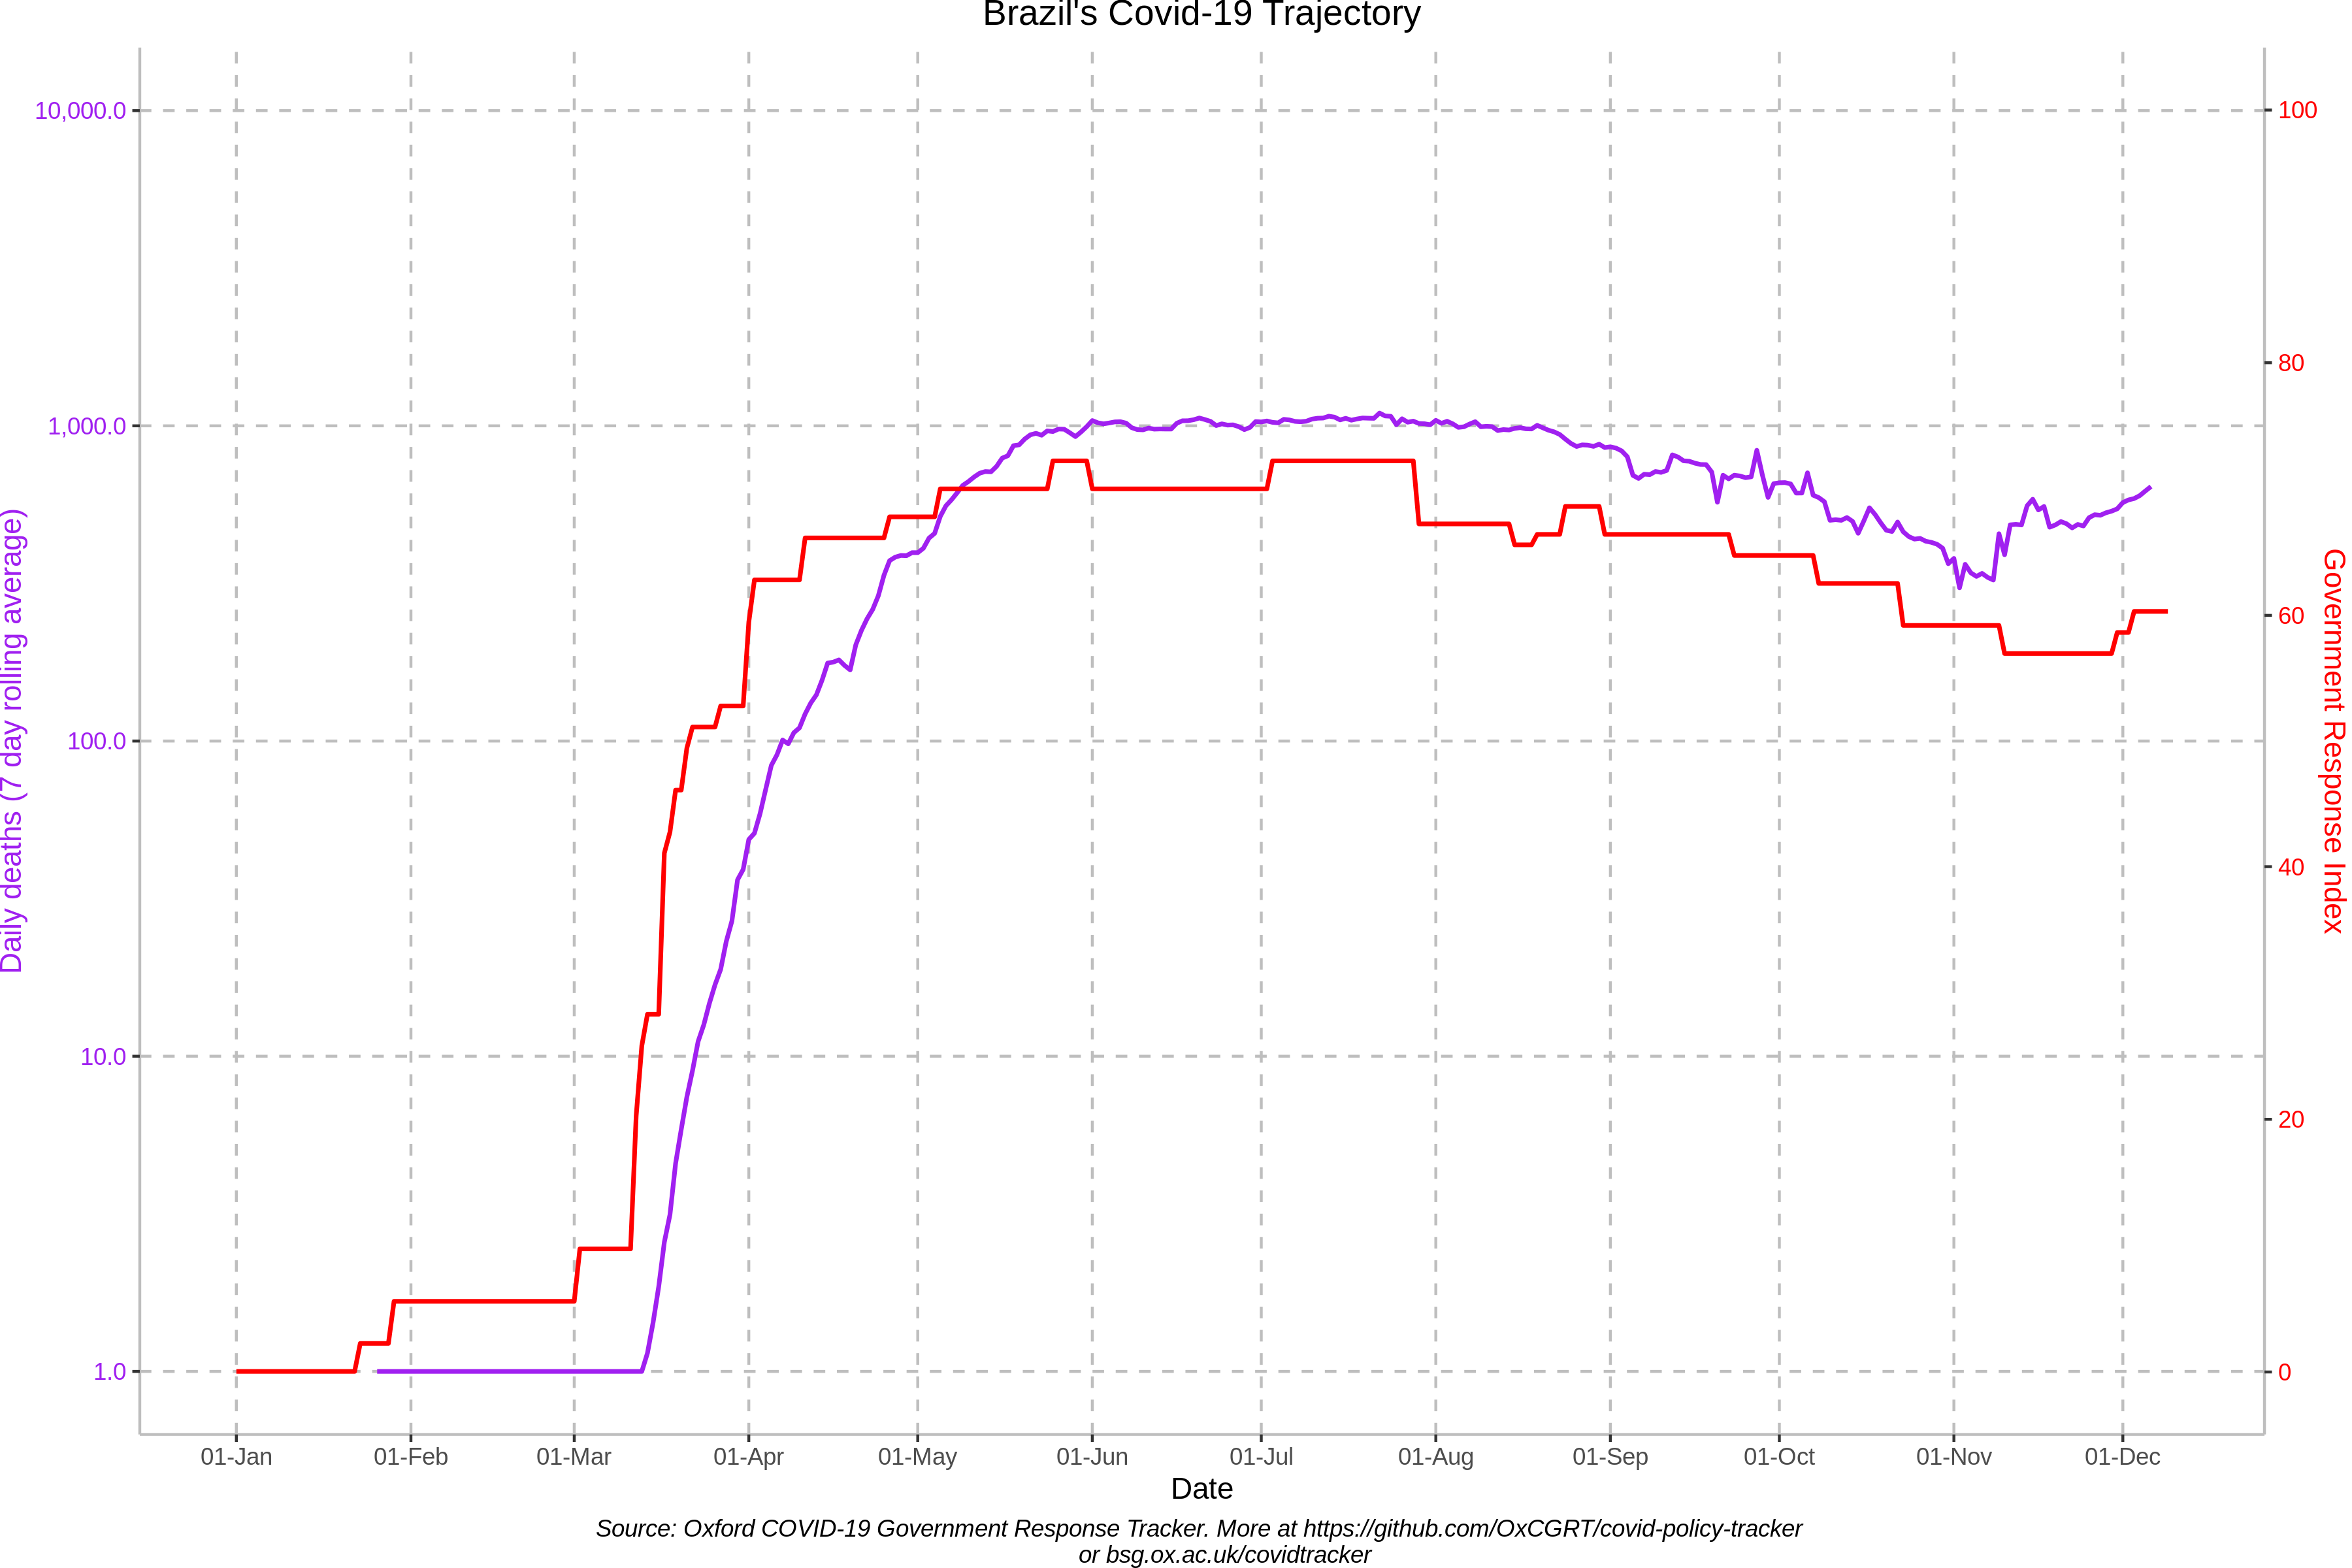 Brazil's Covid-19 Trajectory
Daily deaths (7 day rolling average)
10,000.0
1,000.0
100.0
10.0
1.0
100
80
60
40
20
0
Government Response Index
01-Jan 01-Feb 01-Mar 01-Apr 01-May 01-Jun 01-Jul 01-Aug 01-Sep 01-Oct 01-Nov 01-Dec
Date
Source: Oxford COVID-19 Government Response Tracker. More at https://github.com/OxCGRT/covid-policy-tracker
or bsg.ox.ac.uk/covidtracker